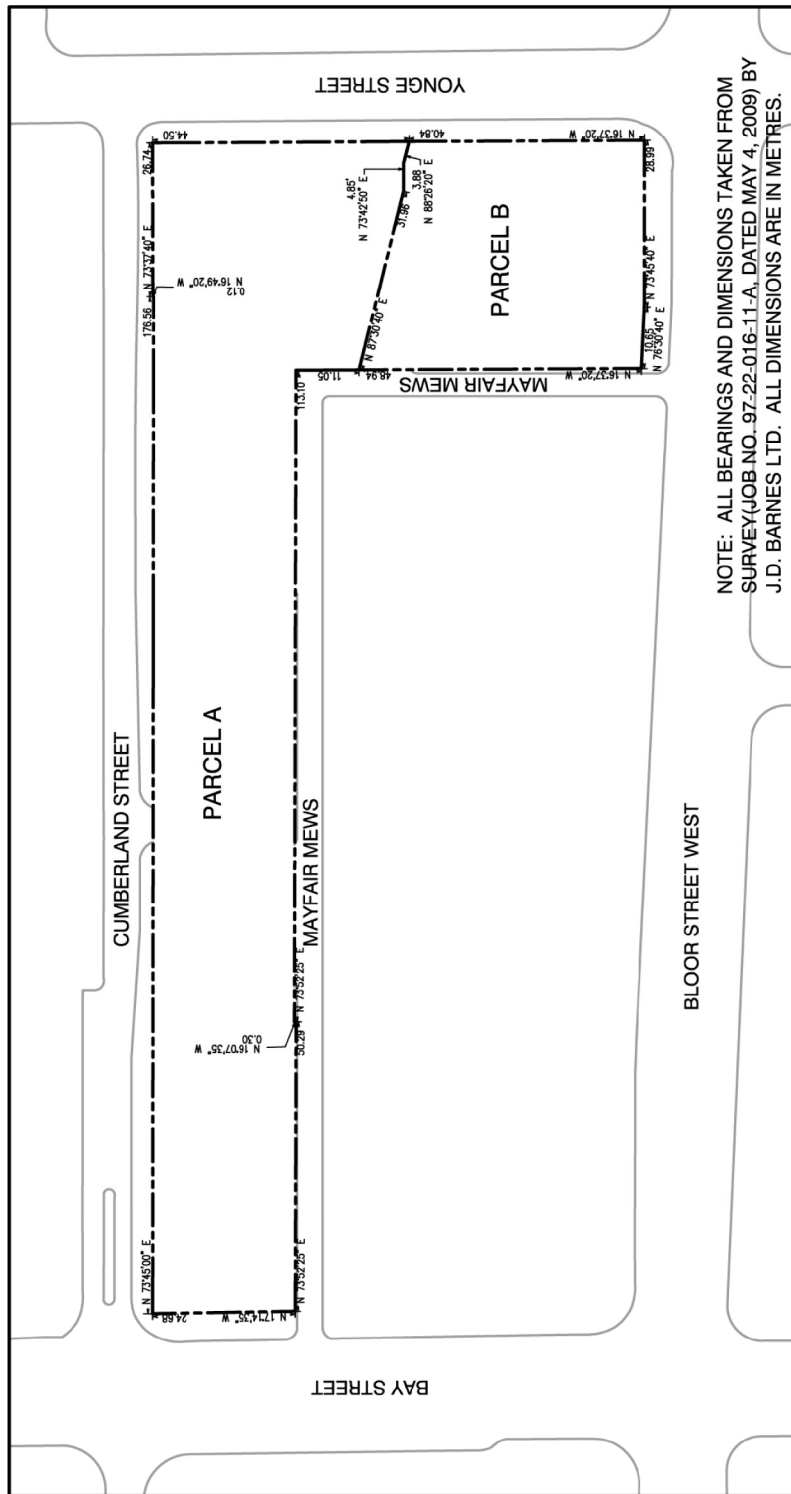 YONGE STREET
44.50
26.74
N 73°37'40" E
N 16°49'20" W
0.12
176.56
40.84
N 16°37'20" W
4.85'
N 73°42'50" E
3.88
N 88°26'20" E
31.96
N 87°30'40" E
PARCEL B
28.99
N 73°45'40" E
10.65
N 76°30'40" E
11.05
48.94
N 16°37'20" W
MAYFAIR MEWS
113.10
CUMBERLAND STREET
PARCEL A
MAYFAIR MEWS
N 73°52'25" E
N 16°07'35" W
0.30
50.29
N 73°45'00" E
24.68
N 17°14'35" W
N 73°52'25" E
BAY STREET
BLOOR STREET WEST
NOTE: ALL BEARINGS AND DIMENSIONS TAKEN FROM
SURVEY(JOB NO. 97-22-016-11-A, DATED MAY 4, 2009) BY
J.D. BARNES LTD. ALL DIMENSIONS ARE IN METRES.